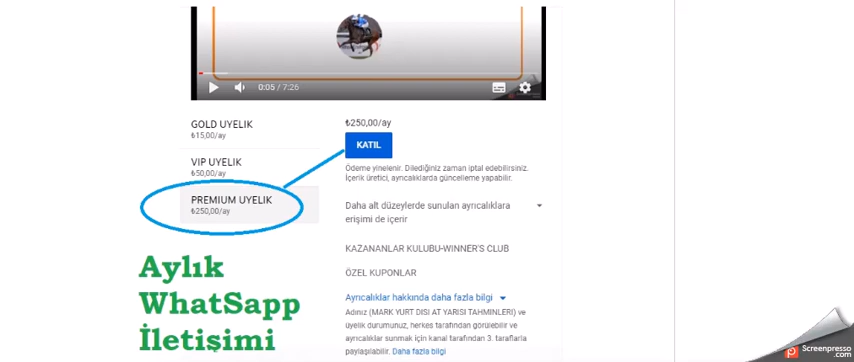 0:05 / 7:26
GOLD UYELIK
₺15,00/ay
VIP UYELIK
₺50,00/ay
PREMIUM UYELIK
₺250,00/ay
₺250,00/ay
KATIL
Ödeme yinelenir. Dilediğiniz zaman iptal edebilirsiniz.
İçerik üretici, ayrıcalıklarda güncelleme yapabilir.
Daha alt düzeylerde sunulan ayrıcalıklara
erişimi de içerir
KAZANANLAR KULUBU-WINNER'S CLUB
ÖZEL KUPONLAR
Ayrıcalıklar hakkında daha fazla bilgi
Adınız (MARK YURT DISI AT YARISI TAHMINLERI) ve
üyelik durumunuz, herkes tarafından görülebilir ve
ayrıcalıklar sunmak için kanal tarafından 3. taraflarla
paylaşılabilir. Daha fazla bilgi
Aylık
WhatSapp
İletişimi
Screenpresso
.com